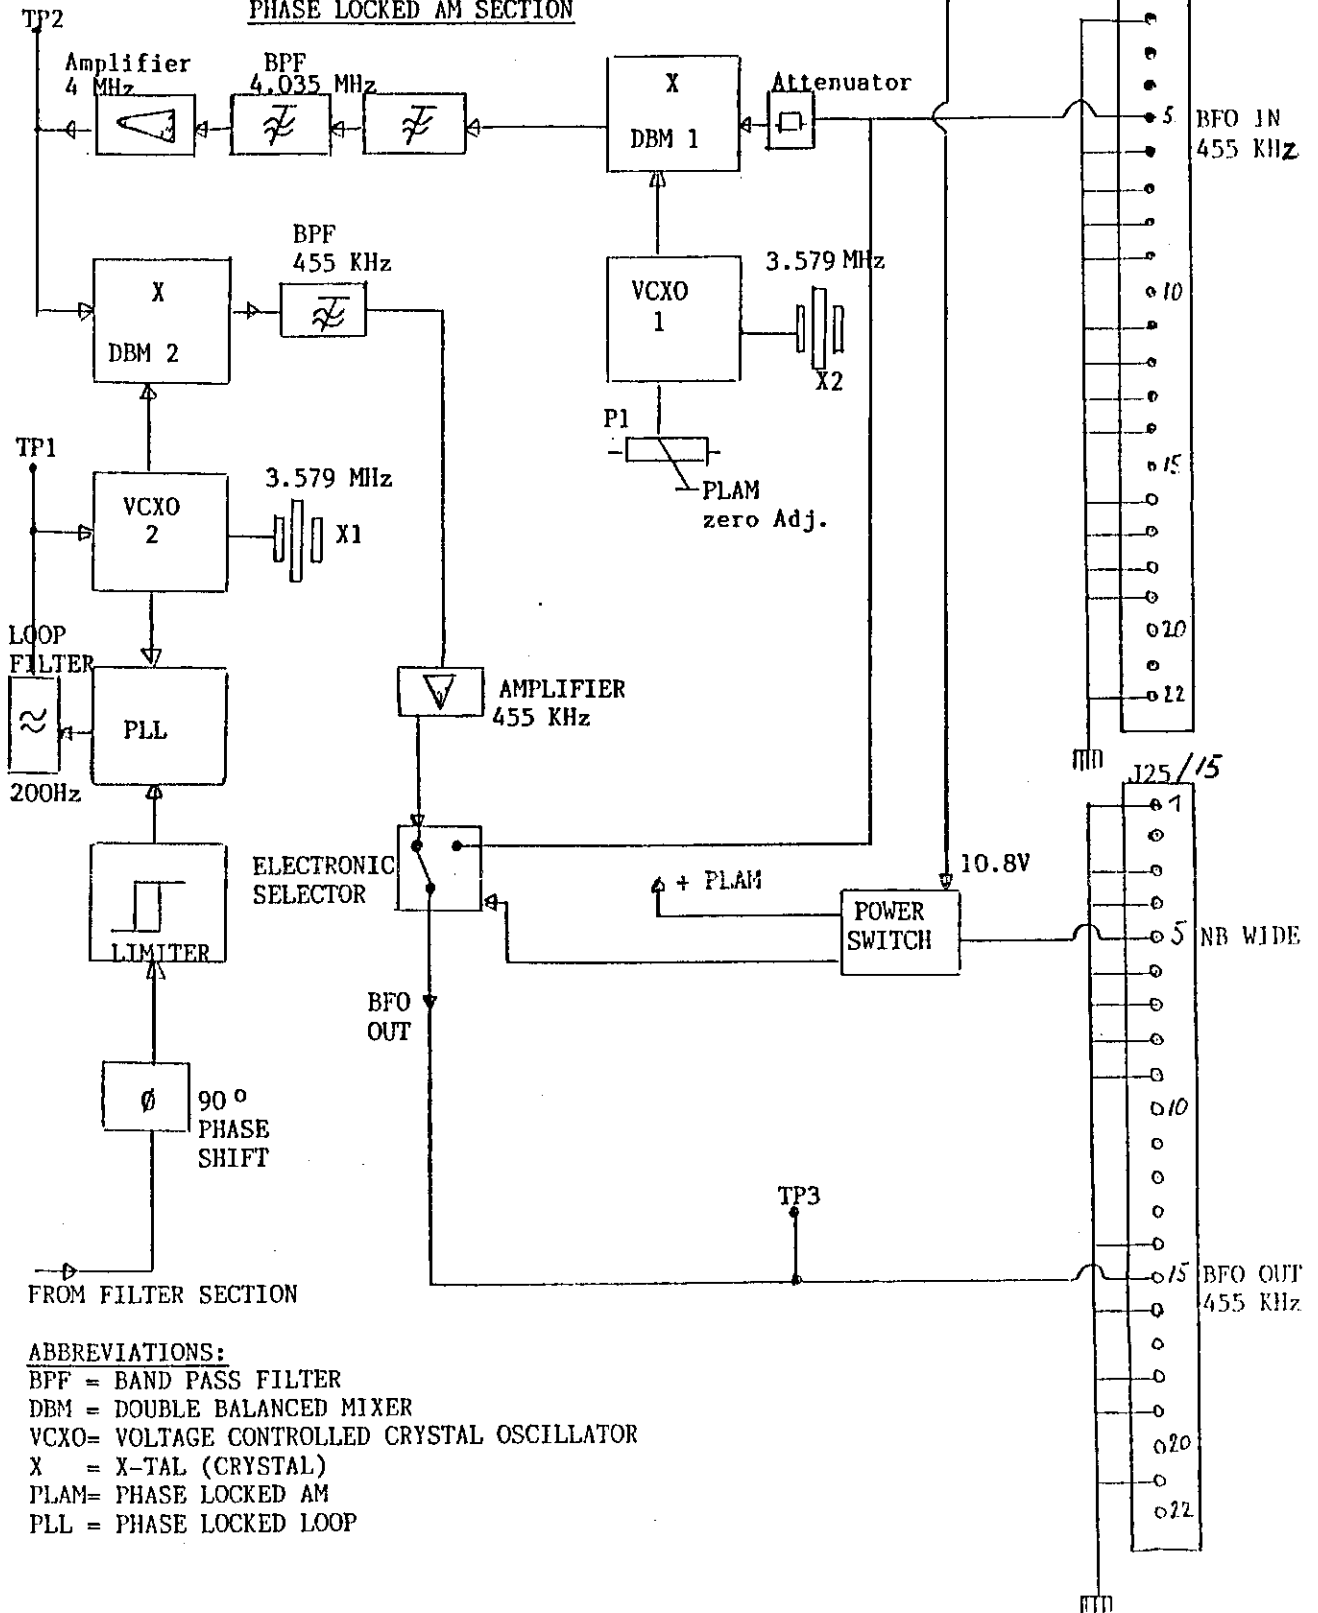 PHASE LOCKED AM SECTION
TP2
Amplifier
4 MHz
BPF
4.035 MHz
X
DBM 1
Attenuator
5
BFO IN
455 KHz
BPF
455 KHz
X
DBM 2
VCXO
1
3.579 MHz
X2
10
P1
PLAM
zero Adj.
TP1
VCXO
2
3.579 MHz
X1
15
LOOP
FILTER
200Hz
PLL
AMPLIFIER
455 KHz
20
22
J25/15
1
LIMITER
ELECTRONIC
SELECTOR
+ PLAM
10.8V
POWER
SWITCH
5
NB WIDE
BFO
OUT
Ø
90°
PHASE
SHIFT
10
TP3
15
BFO OUT
455 KHz
FROM FILTER SECTION
20
22
ABBREVIATIONS:
BPF = BAND PASS FILTER
DBM = DOUBLE BALANCED MIXER
VCXO= VOLTAGE CONTROLLED CRYSTAL OSCILLATOR
X = X-TAL (CRYSTAL)
PLAM= PHASE LOCKED AM
PLL = PHASE LOCKED LOOP